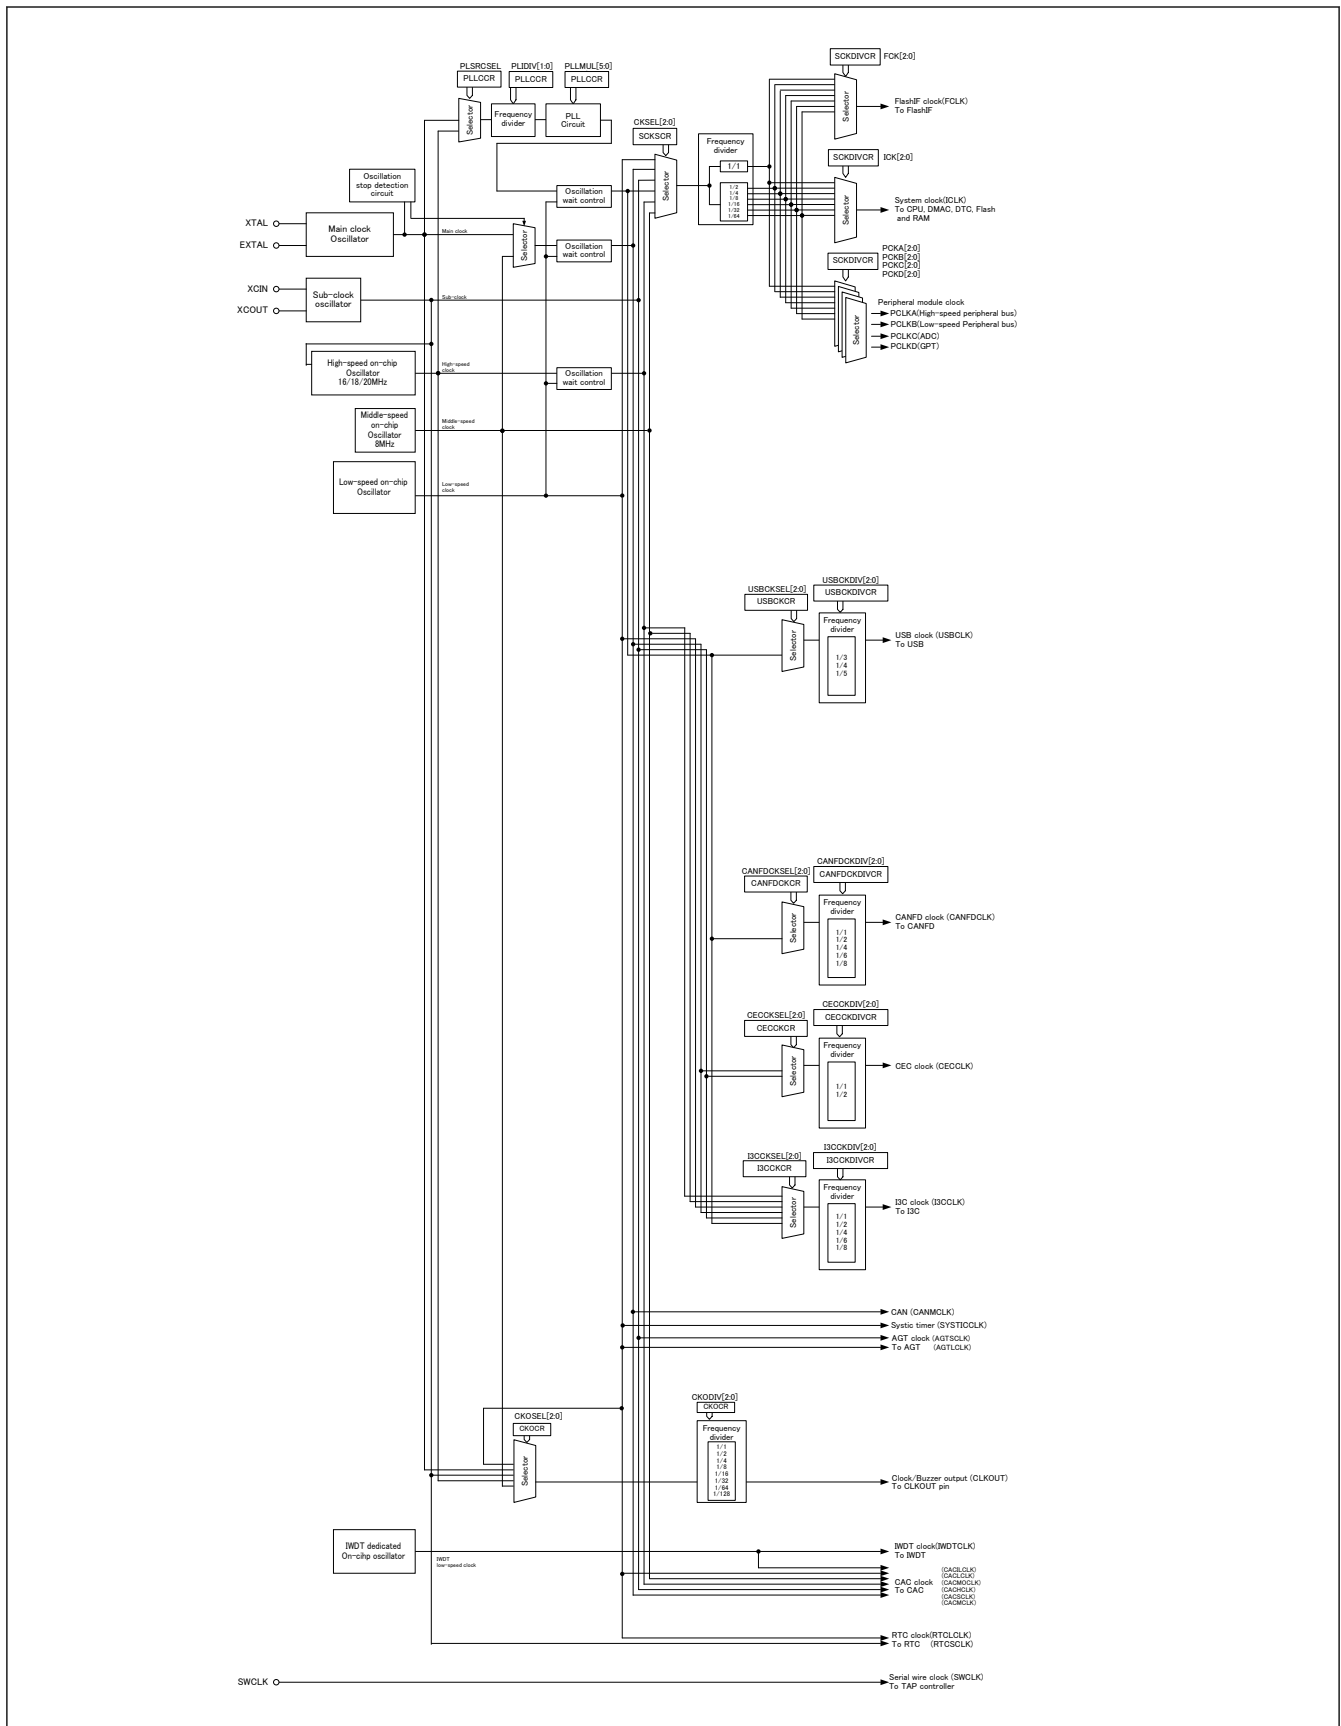 PLSRCSEL
PLLCCR
PLIDIV[1:0]
PLLCCR
PLLMUL[5:0]
PLLCCR
Selector
Frequency
divider
PLL
Circuit
SCKDIVCR
FCK[2:0]
Selector
FlashIF clock(FCLK)
To FlashIF
CKSEL[2:0]
SCKSCR
Selector
Frequency
divider
1/1
1/2
1/4
1/8
1/16
1/32
1/64
SCKDIVCR
ICK[2:0]
Selector
System clock(ICLK)
To CPU, DMAC, DTC, Flash
and RAM
Oscillation
stop detection
circuit
Oscillation
wait control
XTAL
EXTAL
Main clock
Oscillator
Main clock
Selector
Oscillation
wait control
SCKDIVCR
PCKA[2:0]
PCKB[2:0]
PCKC[2:0]
PCKD[2:0]
Selector
Peripheral module clock
PCLKA(High-speed peripheral bus)
PCLKB(Low-speed Peripheral bus)
PCLKC(ADC)
PCLKD(GPT)
XCIN
XCOUT
Sub-clock
oscillator
Sub-clock
High-speed on-chip
Oscillator
16/18/20MHz
High-speed
clock
Oscillation
wait control
Middle-speed
on-chip
Oscillator
8MHz
Middle-speed
clock
Low-speed on-chip
Oscillator
Low-speed
clock
USBCKSEL[2:0]
USBCKCR
USBCKDIV[2:0]
USBCKDIVCR
Selector
Frequency
divider
1/3
1/4
1/5
USB clock (USBCLK)
To USB
CANFDCKSEL[2:0]
CANFDCKCR
CANFDCKDIV[2:0]
CANFDCKDIVCR
Selector
Frequency
divider
1/1
1/2
1/4
1/6
1/8
CANFD clock (CANFDCLK)
To CANFD
CECCKSEL[2:0]
CECCKCR
CECCKDIV[2:0]
CECCKDIVCR
Selector
Frequency
divider
1/1
1/2
CEC clock (CECCLK)
I3CCKSEL[2:0]
I3CCKCR
I3CCKDIV[2:0]
I3CCKDIVCR
Selector
Frequency
divider
1/1
1/2
1/4
1/6
1/8
I3C clock (I3CCLK)
To I3C
CAN (CANMCLK)
Systic timer (SYSTICCLK)
AGT clock (AGTSCLK)
To AGT (AGTLCLK)
CKOSEL[2:0]
CKOCR
Selector
CKODIV[2:0]
CKOCR
Frequency
divider
1/1
1/2
1/4
1/8
1/16
1/32
1/64
1/128
Clock/Buzzer output (CLKOUT)
To CLKOUT pin
IWDT dedicated
On-cihp oscillator
IWDT
low-speed clock
IWDT clock(IWDTCLK)
To IWDT
CAC clock
To CAC
(CACILCLK)
(CACLCLK)
(CACMOCLK)
(CACHCLK)
(CACSCLK)
(CACMCLK)
RTC clock(RTCLCLK)
To RTC (RTCSCLK)
SWCLK
Serial wire clock (SWCLK)
To TAP controller